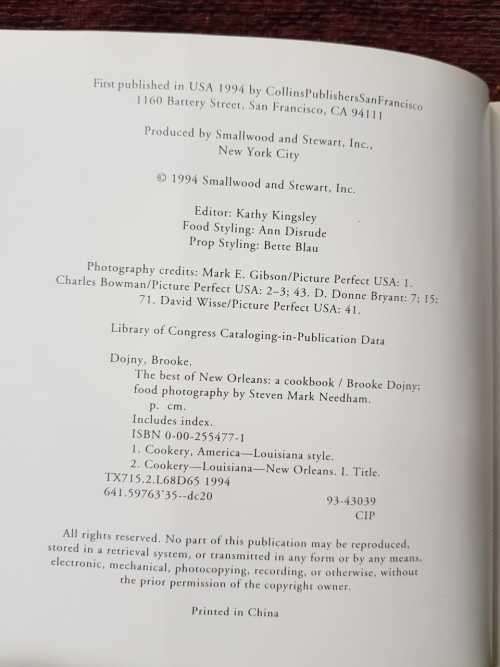 First published in USA 1994 by CollinsPublishersSanFrancisco
1160 Battery Street, San Francisco, CA 94111
Produced by Smallwood and Stewart, Inc.,
New York City
© 1994 Smallwood and Stewart, Inc.
Editor: Kathy Kingsley
Food Styling: Ann Disrude
Prop Styling: Bette Blau
Photography credits: Mark E. Gibson/Picture Perfect USA: 1.
Charles Bowman/Picture Perfect USA: 2–3; 43. D. Donne Bryant: 7; 15;
71. David Wisse/Picture Perfect USA: 41.
Library of Congress Cataloging-in-Publication Data
Dojny, Brooke.
The best of New Orleans: a cookbook / Brooke Dojny;
food photography by Steven Mark Needham.
p. cm.
Includes index.
ISBN 0-00-255477-1
1. Cookery, America—Louisiana style.
2. Cookery—Louisiana—New Orleans. I. Title.
TX715.2.L68D65 1994
641.59763'35--dc20 93-43039
CIP
All rights reserved. No part of this publication may be reproduced,
stored in a retrieval system, or transmitted in any form or by any means,
electronic, mechanical, photocopying, recording, or otherwise, without
the prior permission of the copyright owner.
Printed in China